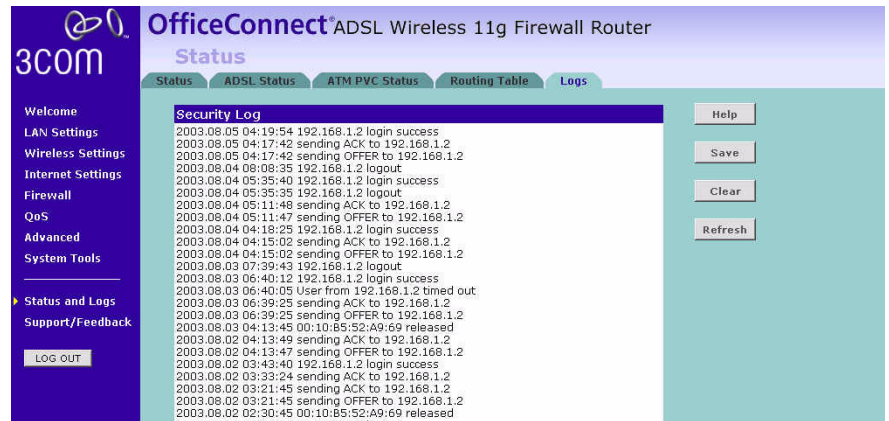 3COM
OfficeConnect® ADSL Wireless 11g Firewall Router
Status
Status ADSL Status ATM PVC Status Routing Table Logs
Welcome
LAN Settings
Wireless Settings
Internet Settings
Firewall
QoS
Advanced
System Tools
Status and Logs
Support/Feedback
LOG OUT
Security Log
2003.08.05 04:19:54 192.168.1.2 login success
2003.08.05 04:17:42 sending ACK to 192.168.1.2
2003.08.05 04:17:42 sending OFFER to 192.168.1.2
2003.08.04 08:08:35 192.168.1.2 logout
2003.08.04 05:35:40 192.168.1.2 login success
2003.08.04 05:35:35 192.168.1.2 logout
2003.08.04 05:11:48 sending ACK to 192.168.1.2
2003.08.04 05:11:47 sending OFFER to 192.168.1.2
2003.08.04 04:18:25 192.168.1.2 login success
2003.08.04 04:15:02 sending ACK to 192.168.1.2
2003.08.04 04:15:02 sending OFFER to 192.168.1.2
2003.08.03 07:39:43 192.168.1.2 logout
2003.08.03 06:40:12 192.168.1.2 login success
2003.08.03 06:40:05 User from 192.168.1.2 timed out
2003.08.03 06:39:25 sending ACK to 192.168.1.2
2003.08.03 06:39:25 sending OFFER to 192.168.1.2
2003.08.03 04:13:45 00:10:B5:52:A9:69 released
2003.08.02 04:13:49 sending ACK to 192.168.1.2
2003.08.02 04:13:47 sending OFFER to 192.168.1.2
2003.08.02 03:43:40 192.168.1.2 login success
2003.08.02 03:33:24 sending ACK to 192.168.1.2
2003.08.02 03:21:45 sending ACK to 192.168.1.2
2003.08.02 03:21:45 sending OFFER to 192.168.1.2
2003.08.02 02:30:45 00:10:B5:52:A9:69 released
Help
Save
Clear
Refresh